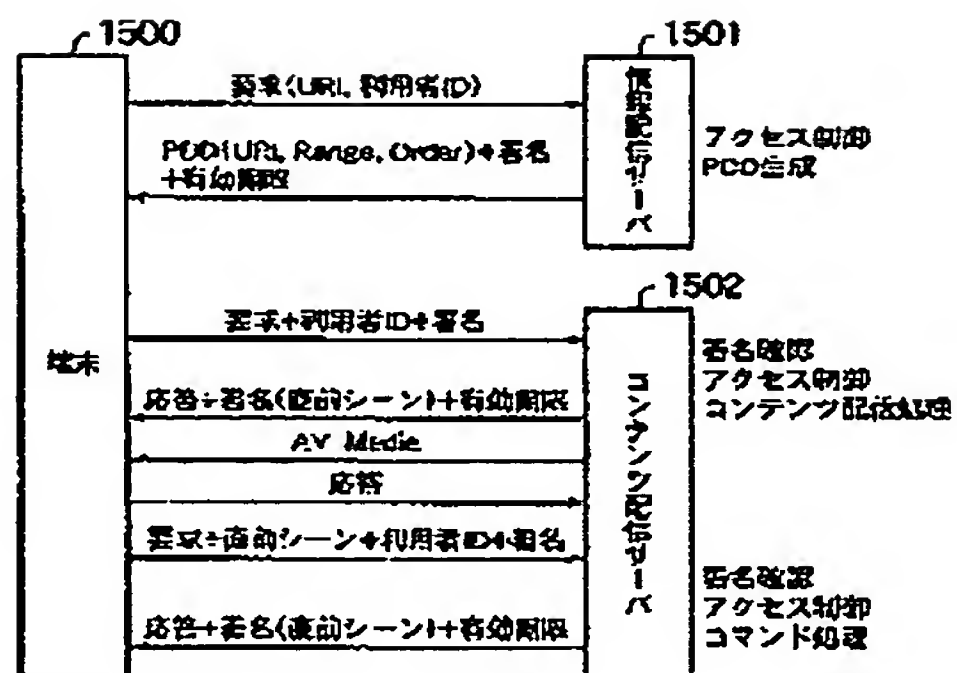 1500
1501
要求(URL, 利用者ID)
PCD(URL, Range, Order)+署名
+有効期限
情報配信サーバ
アクセス制御
PCD生成
1502
端末
要求+利用者ID+署名
応答+署名(直前シーン)+有効期限
AV Media
応答
要求+直前シーン+利用者ID+署名
応答+署名(直前シーン)+有効期限
コンテンツ配信サーバ
署名確認
アクセス制御
コンテンツ配信処理
署名確認
アクセス制御
コマンド処理